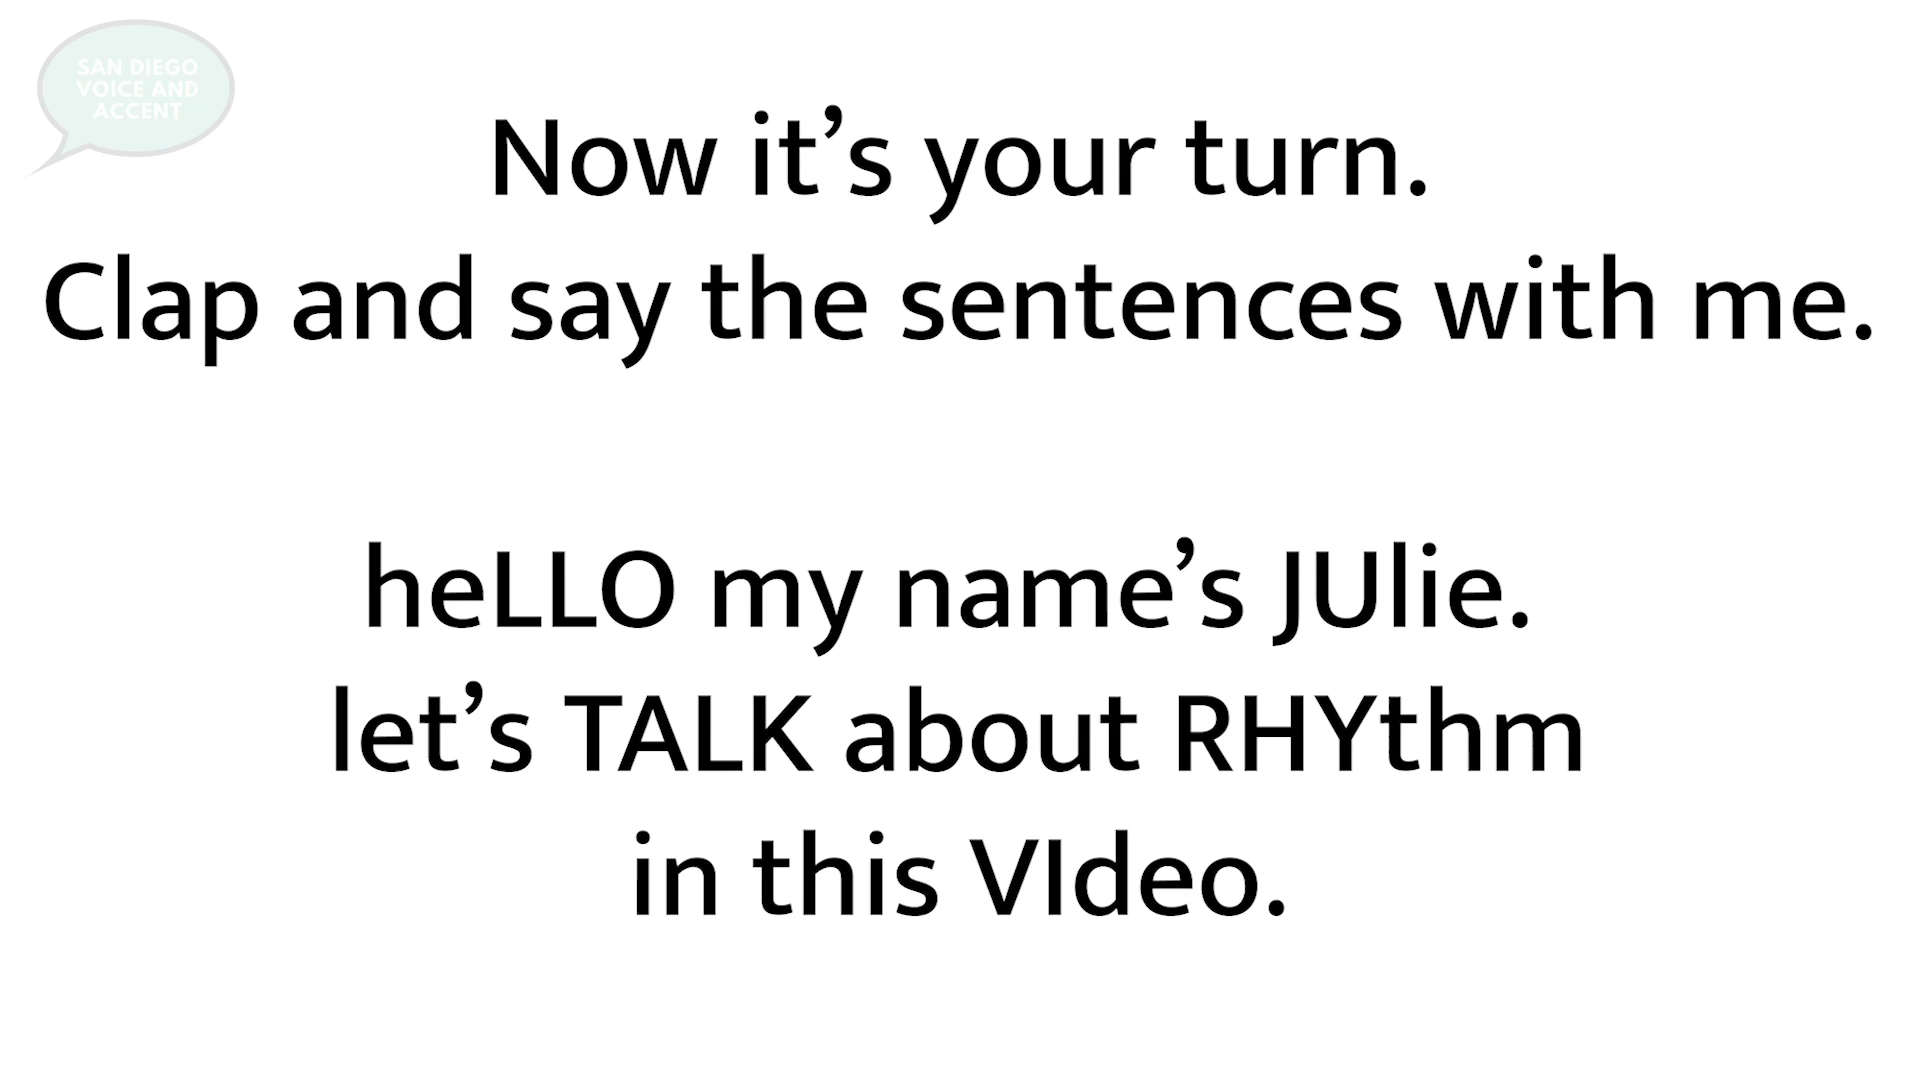 SAN DIEGO
VOICE AND
ACCENT
Now it’s your turn.
Clap and say the sentences with me.
heLLO my name’s JUlie.
let’s TALK about RHYthm
in this VIdeo.